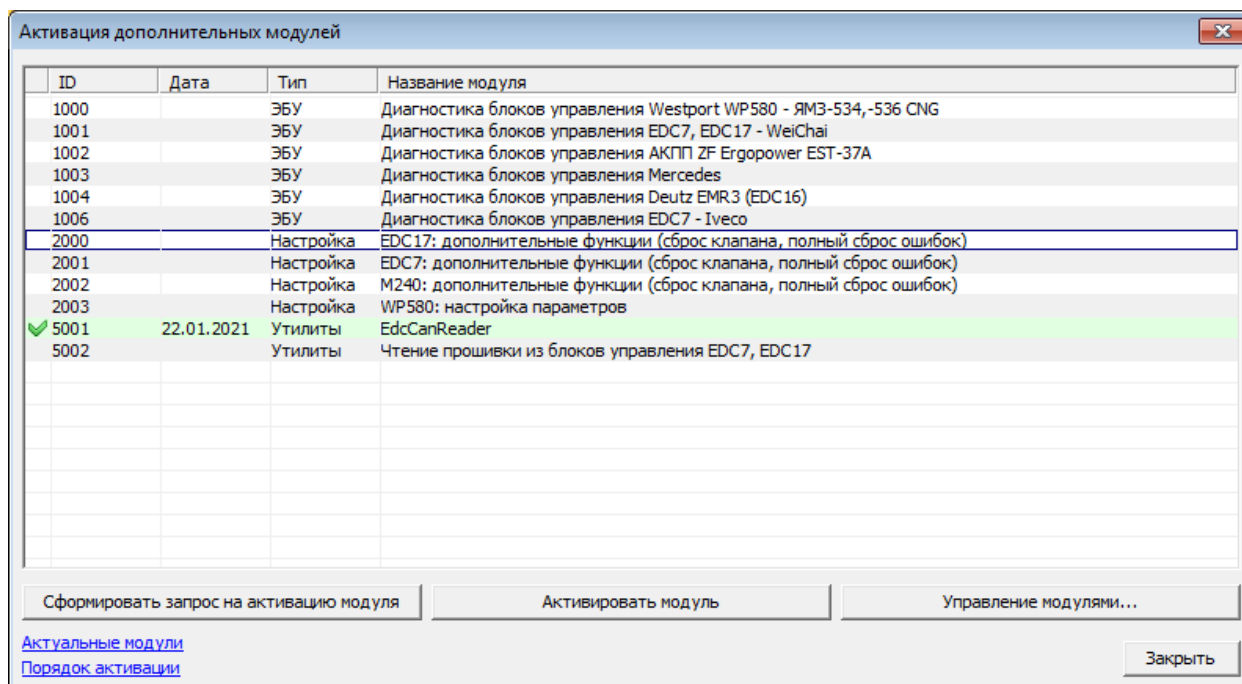 Активация дополнительных модулей
ID Дата Тип Название модуля
1000 ЭБУ Диагностика блоков управления Westport WP580 - ЯМЗ-534,-536 CNG
1001 ЭБУ Диагностика блоков управления EDC7, EDC17 - WeiChai
1002 ЭБУ Диагностика блоков управления АКПП ZF Ergopower EST-37A
1003 ЭБУ Диагностика блоков управления Mercedes
1004 ЭБУ Диагностика блоков управления Deutz EMR3 (EDC16)
1006 ЭБУ Диагностика блоков управления EDC7 - Iveco
2000 Настройка EDC17: дополнительные функции (сброс клапана, полный сброс ошибок)
2001 Настройка EDC7: дополнительные функции (сброс клапана, полный сброс ошибок)
2002 Настройка M240: дополнительные функции (сброс клапана, полный сброс ошибок)
2003 Настройка WP580: настройка параметров
5001 22.01.2021 Утилиты EdcCanReader
5002 Утилиты Чтение прошивки из блоков управления EDC7, EDC17
Сформировать запрос на активацию модуля Активировать модуль Управление модулями...
Актуальные модули
Порядок активации
Закрыть